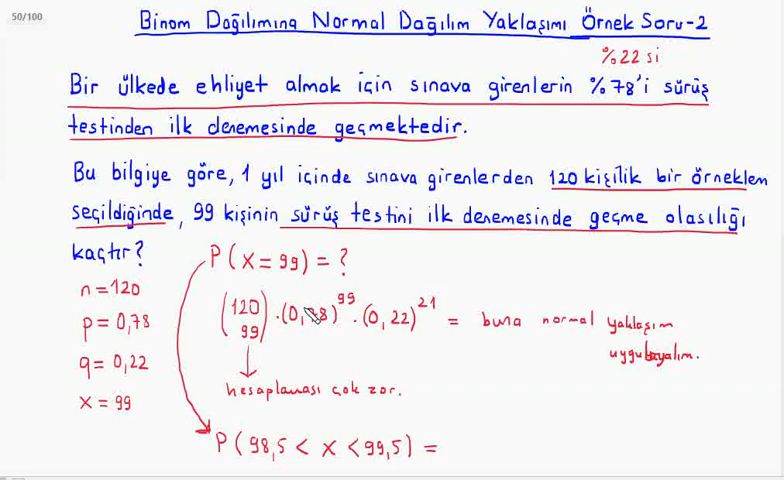 50/100
Binom Dağılımına Normal Dağılım Yaklaşımı Örnek Soru-2
%22 si
Bir ülkede ehliyet almak için sınava girenlerin %78'i sürüş
testinden ilk denemesinde geçmektedir.
Bu bilgiye göre, 1 yıl içinde sınava girenlerden 120 kişilik bir örneklem
seçildiğinde, 99 kişinin sürüş testini ilk denemesinde geçme olasılığı
kaçtır?
P(x=99) = ?
n=120
p=0,78
q=0,22
x=99
(120 99) . (0,78)^99 . (0,22)^21 = buna normal yaklaşım
uygulayalım.
hesaplaması çok zor.
P(98,5 < x < 99,5) =